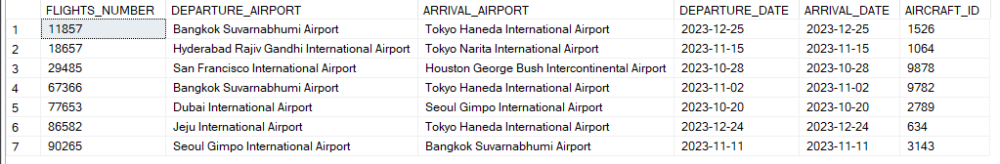 FLIGHTS_NUMBER DEPARTURE_AIRPORT ARRIVAL_AIRPORT DEPARTURE_DATE ARRIVAL_DATE AIRCRAFT_ID
1 11857 Bangkok Suvarnabhumi Airport Tokyo Haneda International Airport 2023-12-25 2023-12-25 1526
2 18657 Hyderabad Rajiv Gandhi International Airport Tokyo Narita International Airport 2023-11-15 2023-11-15 1064
3 29485 San Francisco International Airport Houston George Bush Intercontinental Airport 2023-10-28 2023-10-28 9878
4 67366 Bangkok Suvarnabhumi Airport Tokyo Haneda International Airport 2023-11-02 2023-11-02 9782
5 77653 Dubai International Airport Seoul Gimpo International Airport 2023-10-20 2023-10-20 2789
6 86582 Jeju International Airport Tokyo Haneda International Airport 2023-12-24 2023-12-24 634
7 90265 Seoul Gimpo International Airport Bangkok Suvarnabhumi Airport 2023-11-11 2023-11-11 3143